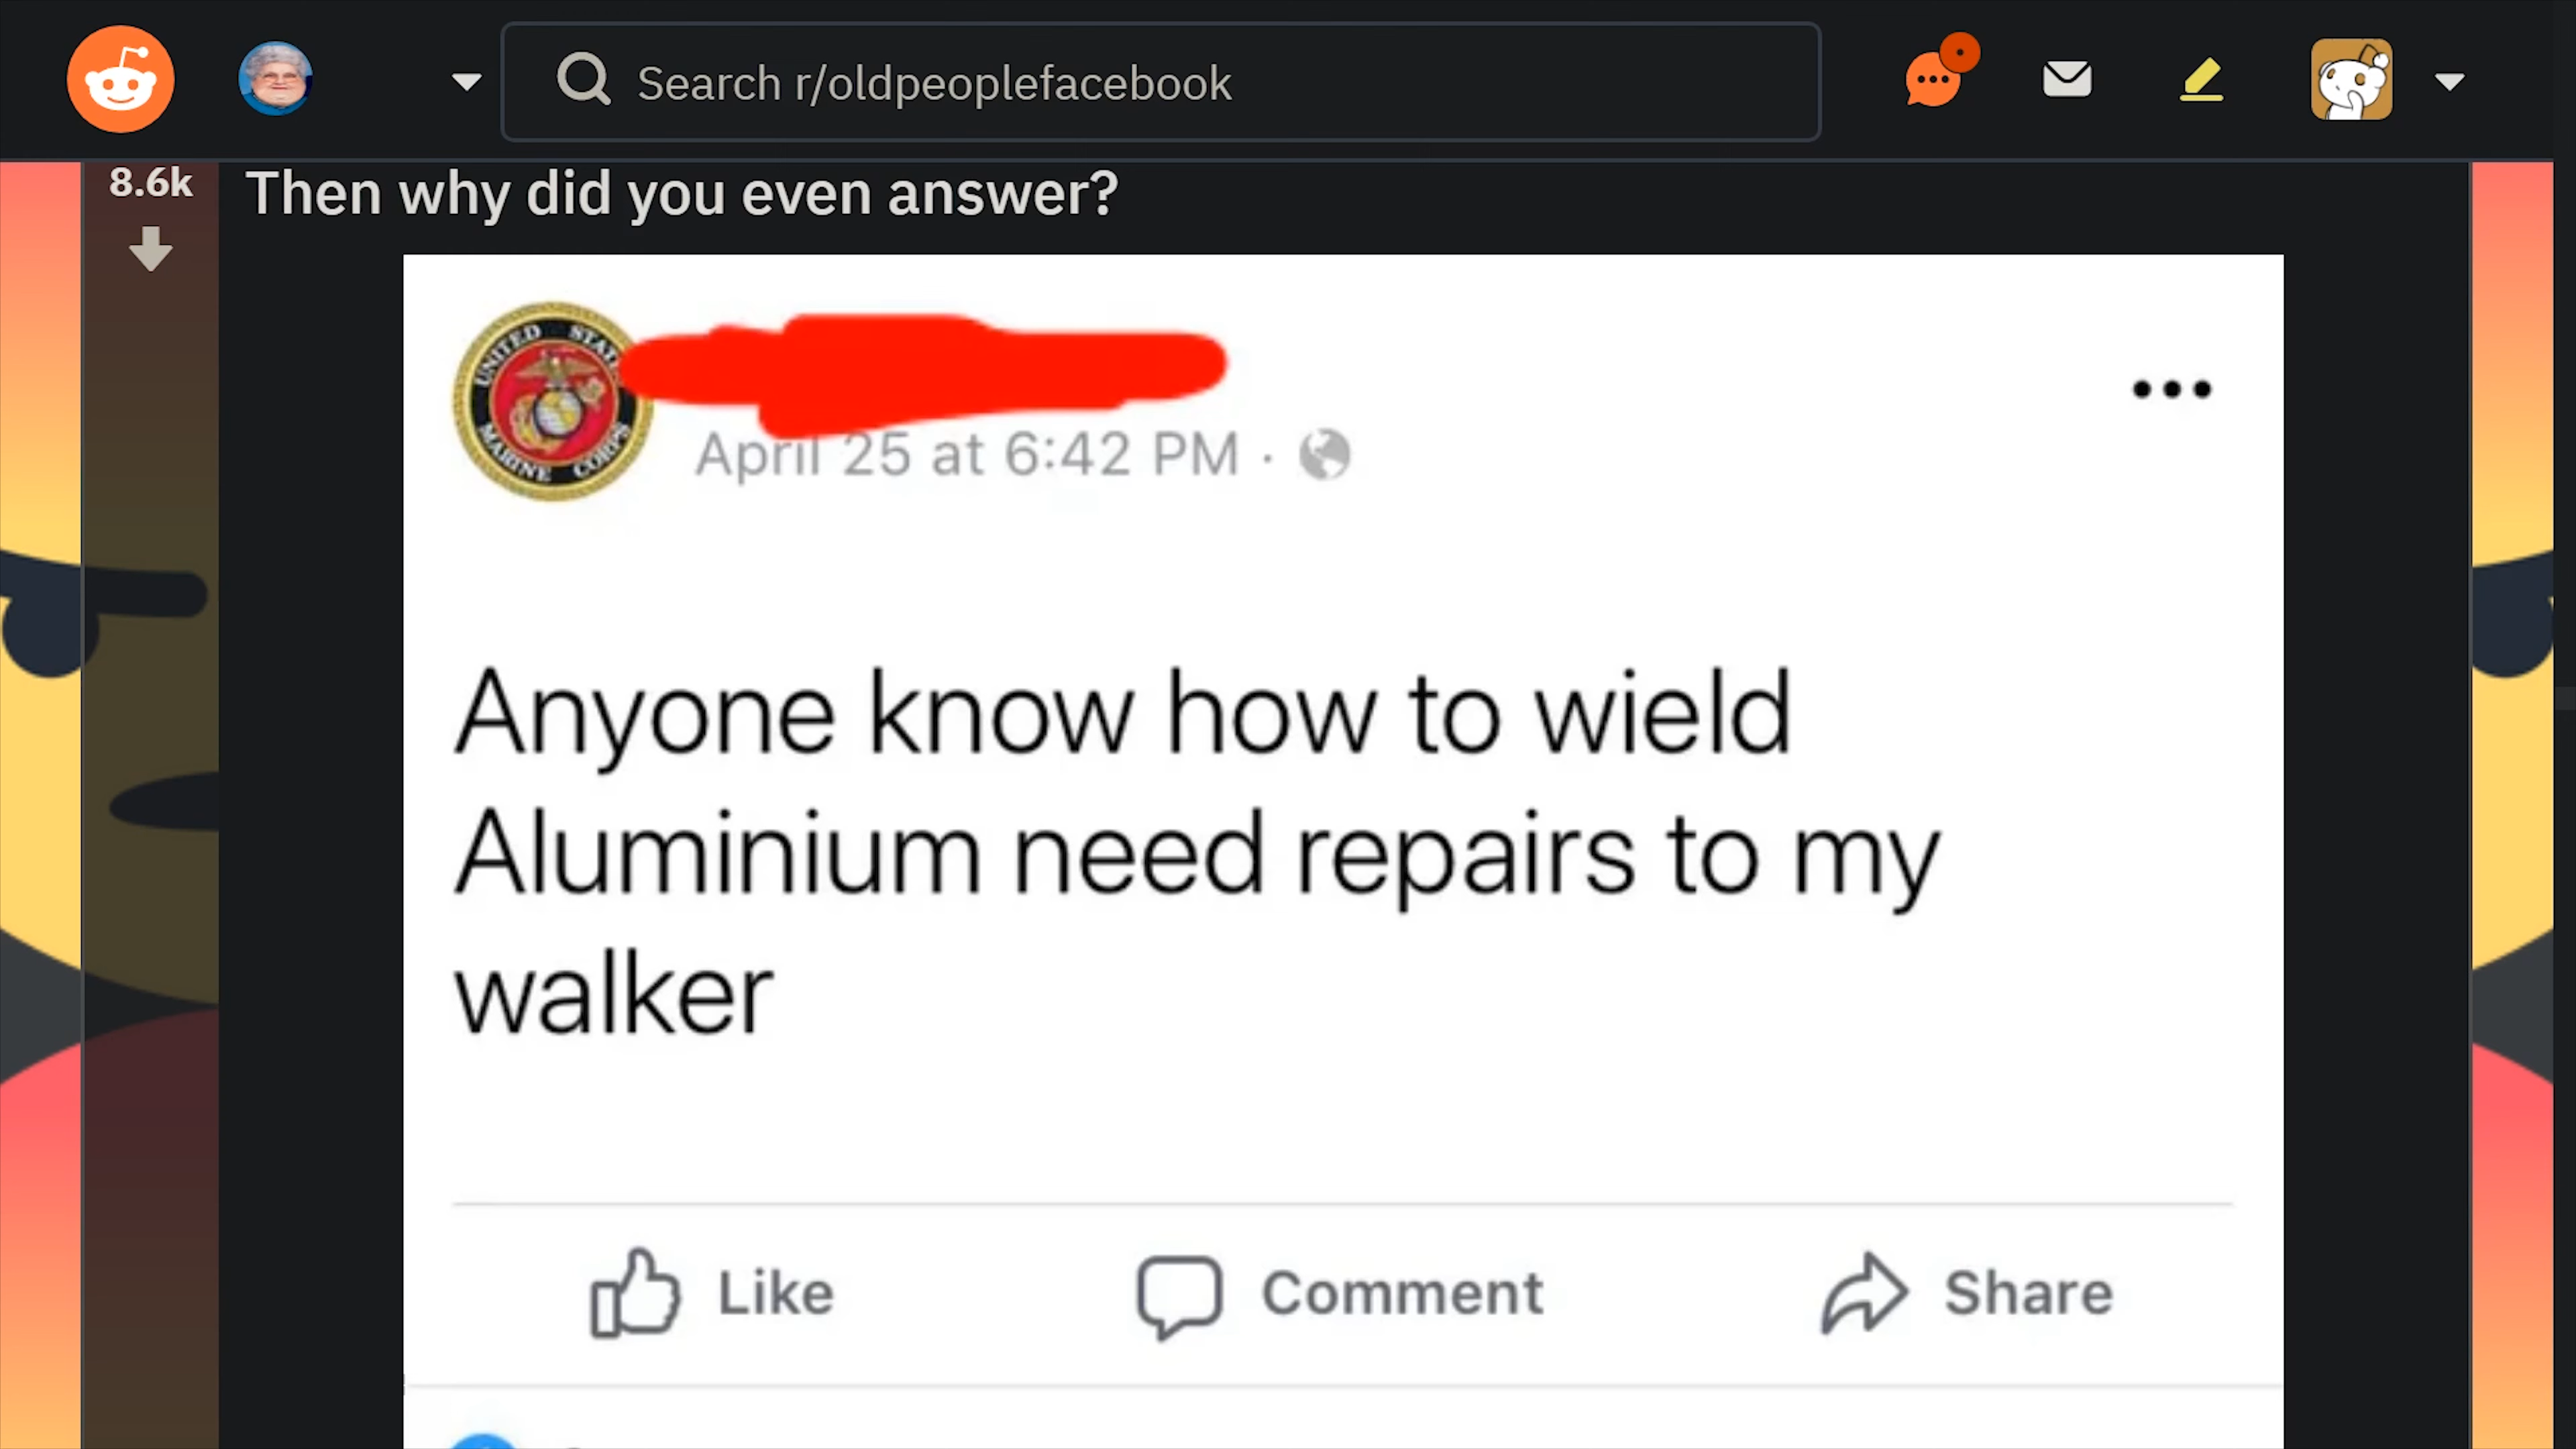 Search r/oldpeoplefacebook
8.6k
Then why did you even answer?
UNITED STATES
MARINE CORPS
April 25 at 6:42 PM ·
Anyone know how to wield
Aluminium need repairs to my
walker
Like
Comment
Share